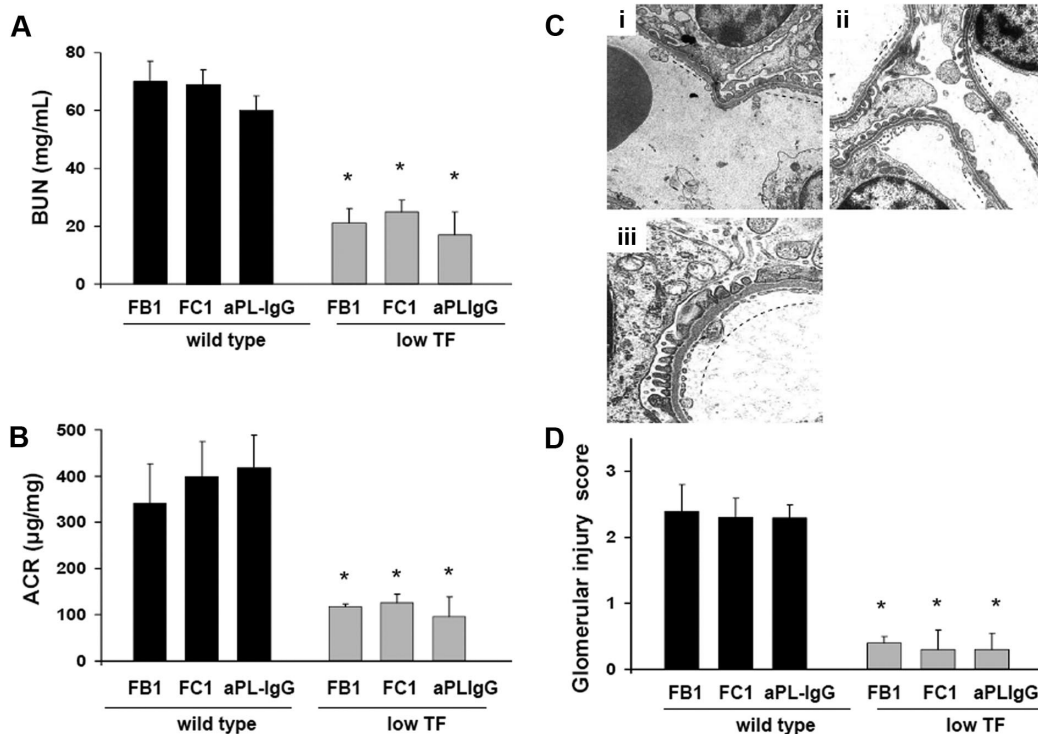 A
BUN (mg/mL)
80
60
40
20
0
* * *
FB1 FC1 aPL-IgG FB1 FC1 aPLIgG
wild type low TF
B
ACR (µg/mg)
500
400
300
200
100
0
* * *
FB1 FC1 aPL-IgG FB1 FC1 aPLIgG
wild type low TF
C
i
ii
iii
D
Glomerular injury score
3
2
1
0
* * *
FB1 FC1 aPL-IgG FB1 FC1 aPLIgG
wild type low TF